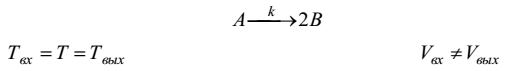 A —k→ 2B
T_вх = T = T_вых V_вх ≠ V_вых